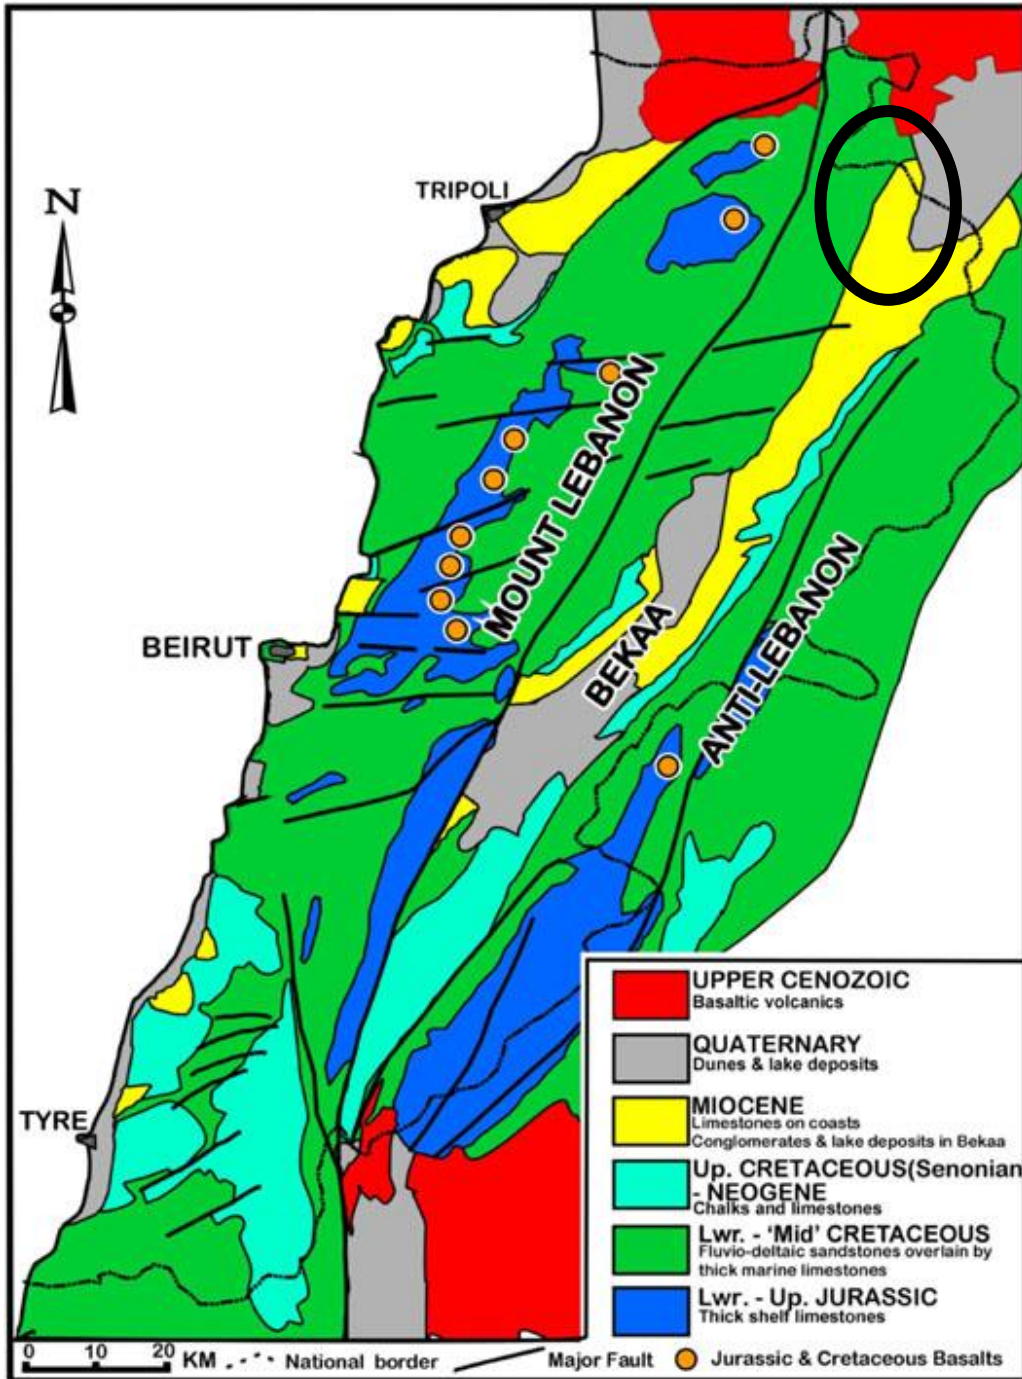 N
TRIPOLI
MOUNT LEBANON
BEIRUT
BEKAA
ANTI-LEBANON
TYRE
UPPER CENOZOIC
Basaltic volcanics
QUATERNARY
Dunes & lake deposits
MIOCENE
Limestones on coasts
Conglomerates & lake deposits in Bekaa
Up. CRETACEOUS(Senonian
- NEOGENE
Chalks and limestones
Lwr. - 'Mid' CRETACEOUS
Fluvio-deltaic sandstones overlain by
thick marine limestones
Lwr. - Up. JURASSIC
Thick shelf limestones
0 10 20 KM National border Major Fault Jurassic & Cretaceous Basalts